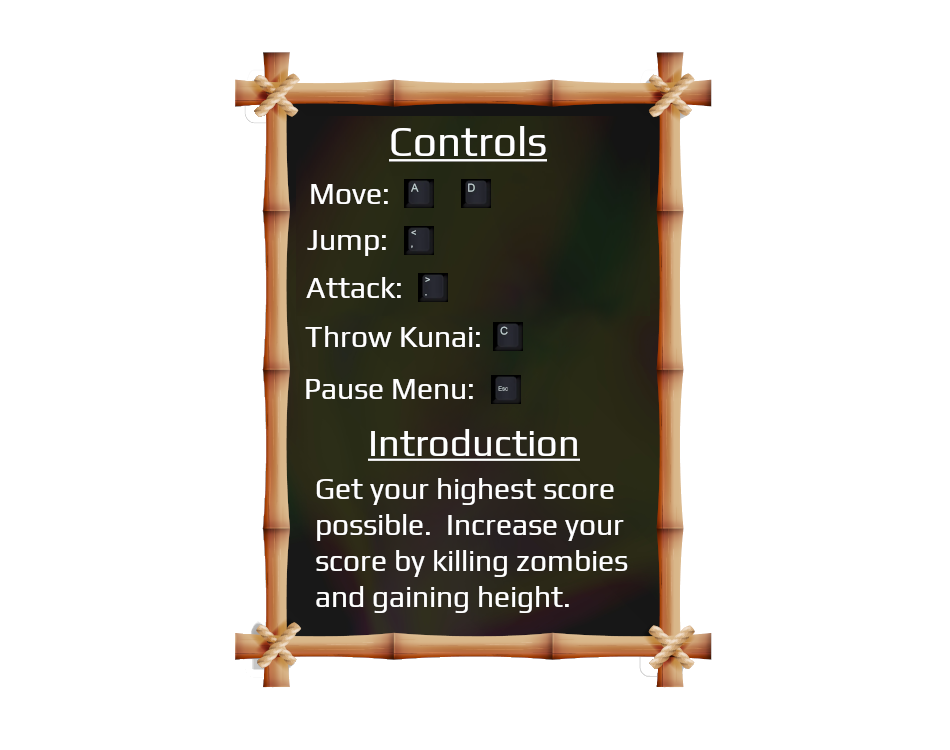 Controls
Move: A D
Jump: < ,
Attack: > .
Throw Kunai: C
Pause Menu: Esc
Introduction
Get your highest score
possible. Increase your
score by killing zombies
and gaining height.